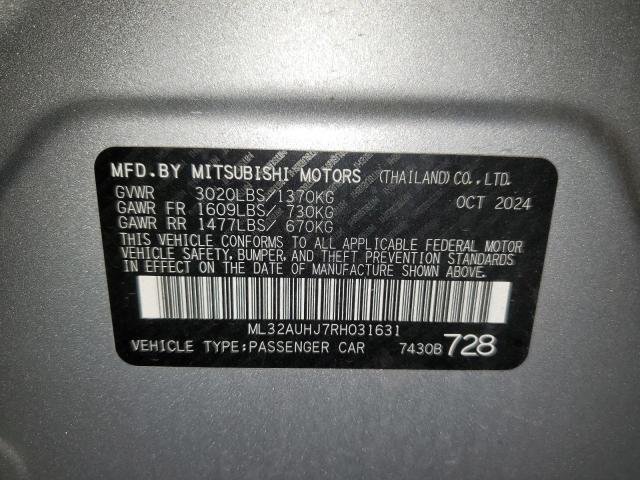 MFD.BY MITSUBISHI MOTORS (THAILAND)CO.,LTD.
GVWR 3020LBS/1370KG OCT 2024
GAWR FR 1609LBS/ 730KG
GAWR RR 1477LBS/ 670KG
THIS VEHICLE CONFORMS TO ALL APPLICABLE FEDERAL MOTOR
VEHICLE SAFETY, BUMPER, AND THEFT PREVENTION STANDARDS
IN EFFECT ON THE DATE OF MANUFACTURE SHOWN ABOVE.
ML32AUHJ7RH031631
VEHICLE TYPE:PASSENGER CAR 7430B 728